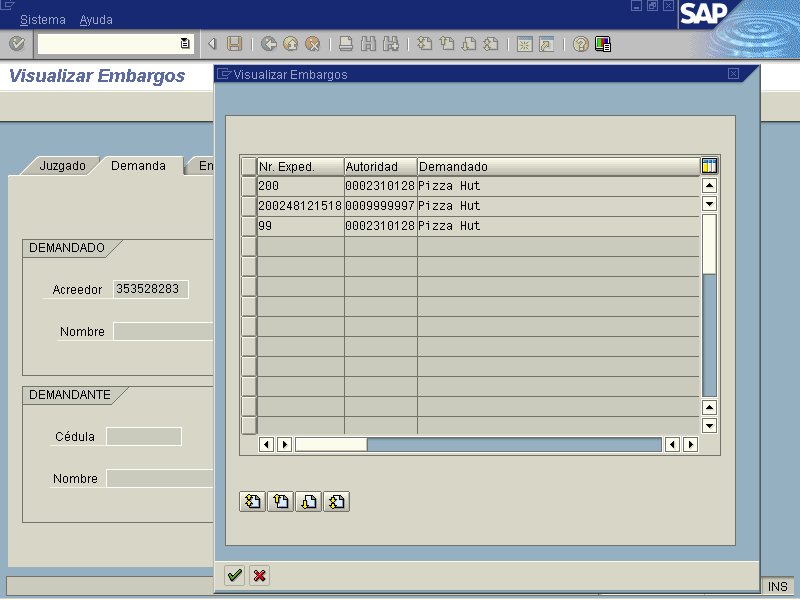 Sistema Ayuda
SAP
Visualizar Embargos
Visualizar Embargos
Juzgado Demanda En
DEMANDADO
Acreedor 353528283
Nombre
DEMANDANTE
Cédula
Nombre
Nr. Exped. Autoridad Demandado
200 0002310128 Pizza Hut
200248121518 0009999997 Pizza Hut
99 0002310128 Pizza Hut
INS